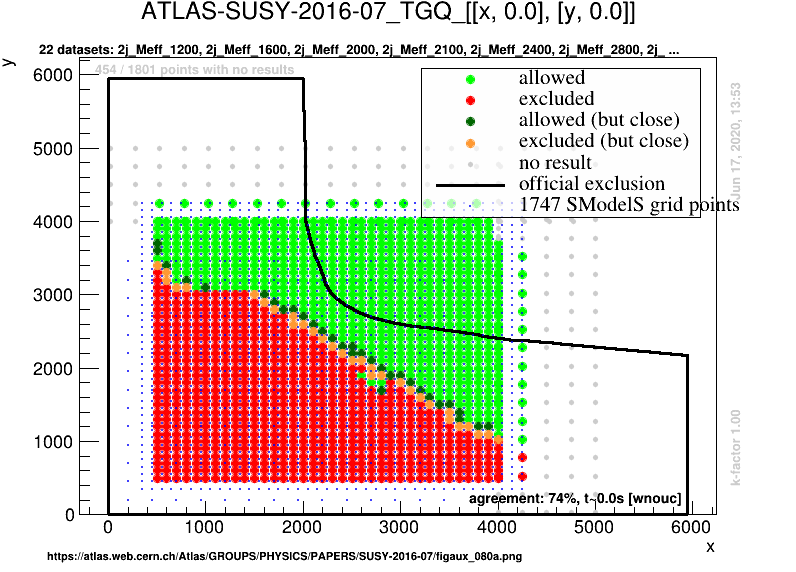 ATLAS-SUSY-2016-07_TGQ_[[x, 0.0], [y, 0.0]]
22 datasets: 2j_Meff_1200, 2j_Meff_1600, 2j_Meff_2000, 2j_Meff_2100, 2j_Meff_2400, 2j_Meff_2800, 2j_ ...
y
454 / 1801 points with no results
allowed
excluded
allowed (but close)
excluded (but close)
no result
official exclusion
1747 SModelS grid points
6000
5000
4000
3000
2000
1000
0
Jun 17, 2020, 13:53
k-factor 1.00
agreement: 74%, t~0.0s [wnouc]
0 1000 2000 3000 4000 5000 6000
x
https://atlas.web.cern.ch/Atlas/GROUPS/PHYSICS/PAPERS/SUSY-2016-07/figaux_080a.png